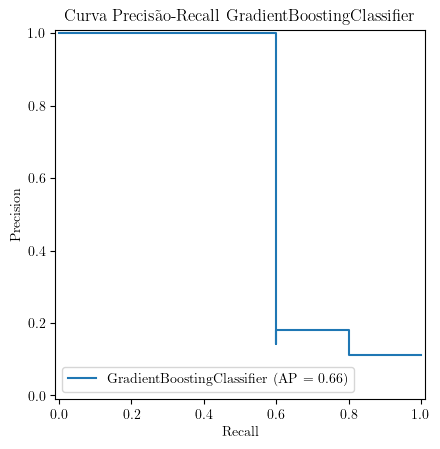 Curva Precisão-Recall GradientBoostingClassifier
1.0
0.8
0.6
0.4
0.2
0.0
Precision
GradientBoostingClassifier (AP = 0.66)
0.0 0.2 0.4 0.6 0.8 1.0
Recall